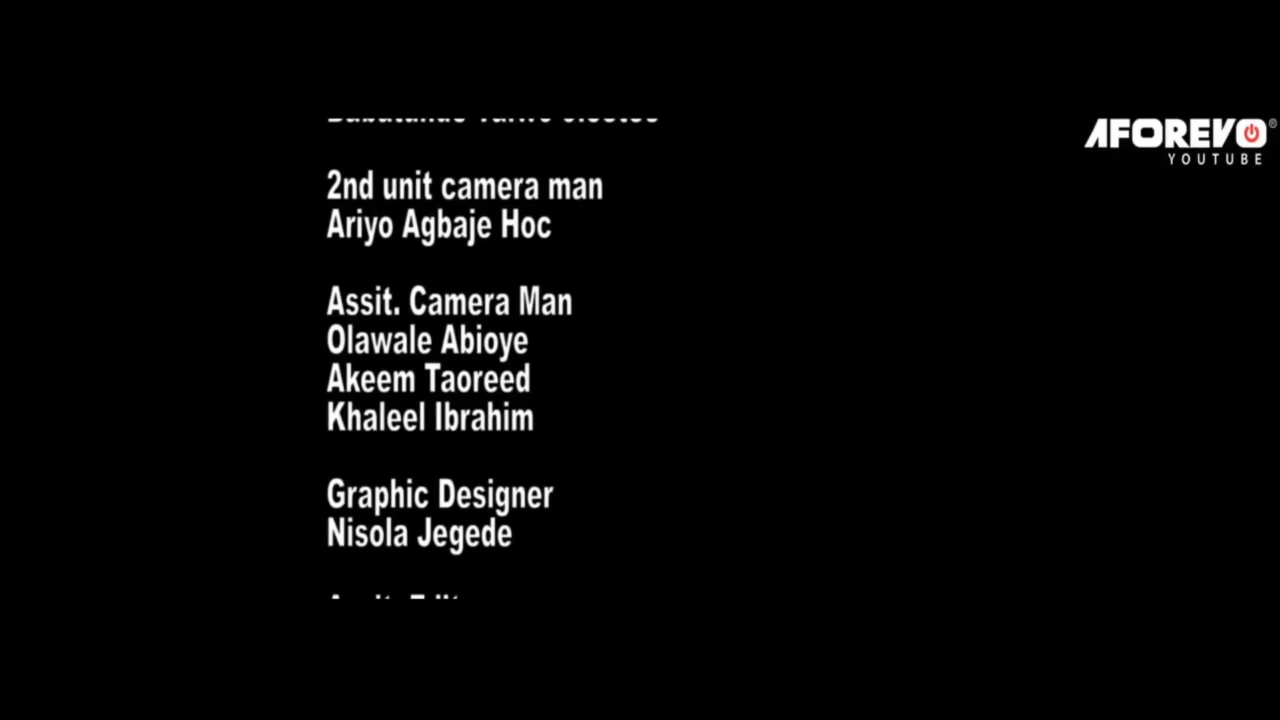 AFOREVO®
YOUTUBE
2nd unit camera man
Ariyo Agbaje Hoc
Assit. Camera Man
Olawale Abioye
Akeem Taoreed
Khaleel Ibrahim
Graphic Designer
Nisola Jegede